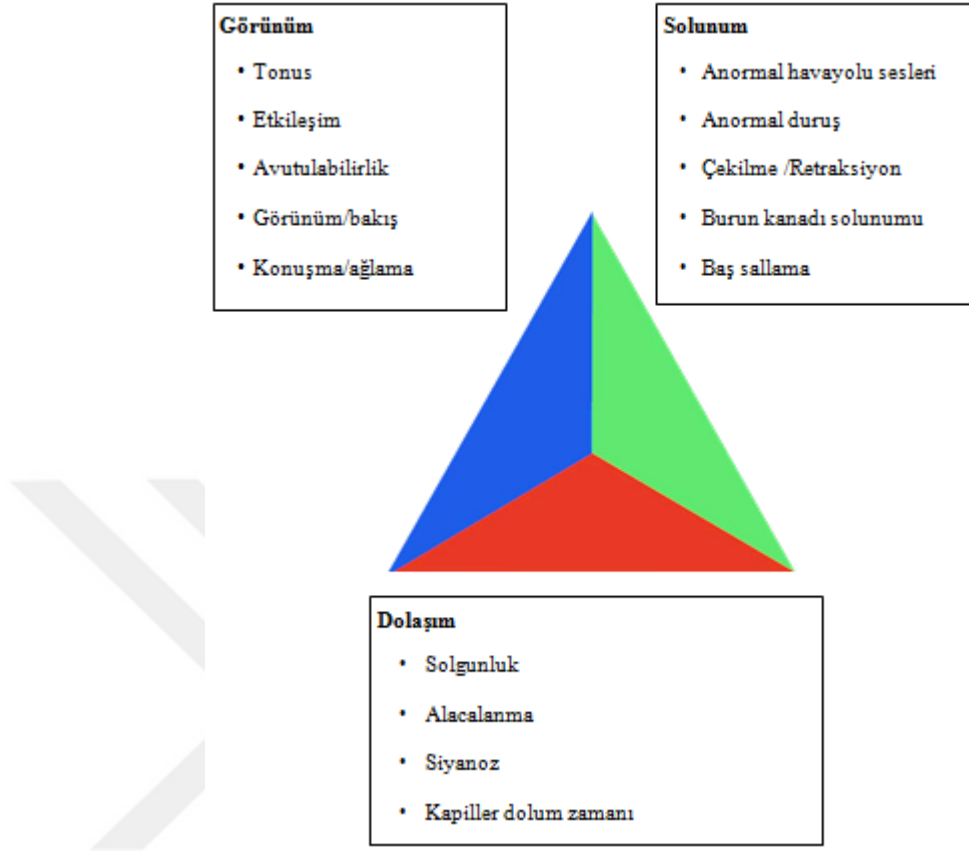 Görünüm
• Tonus
• Etkileşim
• Avutulabilirlik
• Görünüm/bakış
• Konuşma/ağlama
Solunum
• Anormal havayolu sesleri
• Anormal duruş
• Çekilme /Retraksiyon
• Burun kanadı solunumu
• Baş sallama
Dolaşım
• Solgunluk
• Alacalanma
• Siyanoz
• Kapiller dolum zamanı